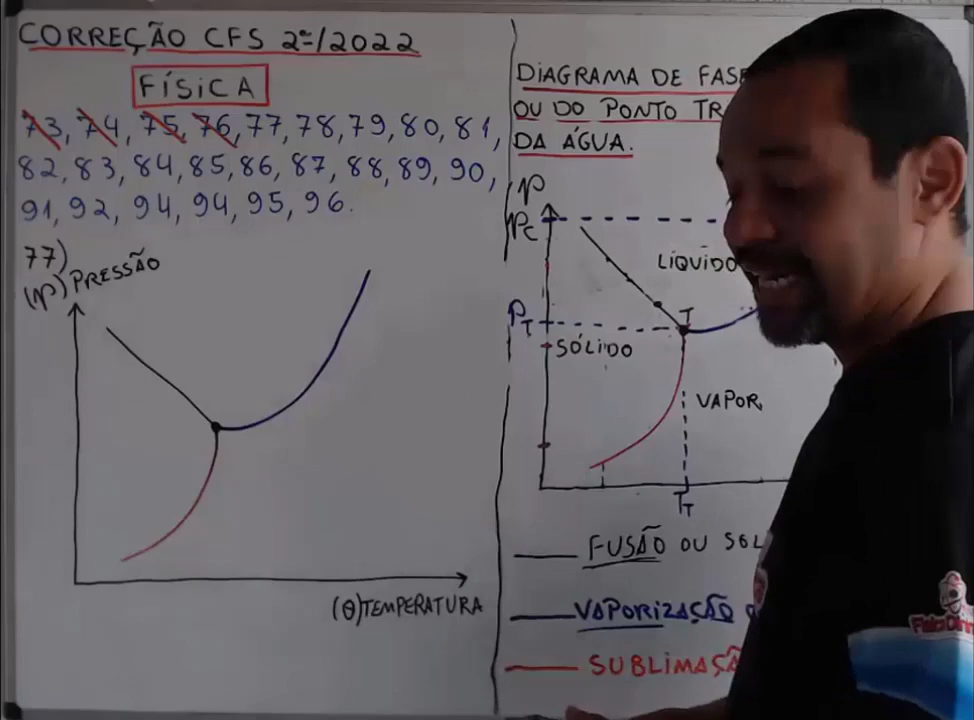 CORREÇÃO CFS 2º/2022
FÍSICA
73, 74, 75, 76, 77, 78, 79, 80, 81,
82, 83, 84, 85, 86, 87, 88, 89, 90,
91, 92, 94, 94, 95, 96.
77)
(p) PRESSÃO
(θ) TEMPERATURA
DIAGRAMA DE FASE
OU DO PONTO TR
DA ÁGUA.
p
Pc
LÍQUIDO
PT
T
SÓLIDO
VAPOR
TT
FUSÃO OU SOL
VAPORIZAÇÃO
SUBLIMAÇÃ